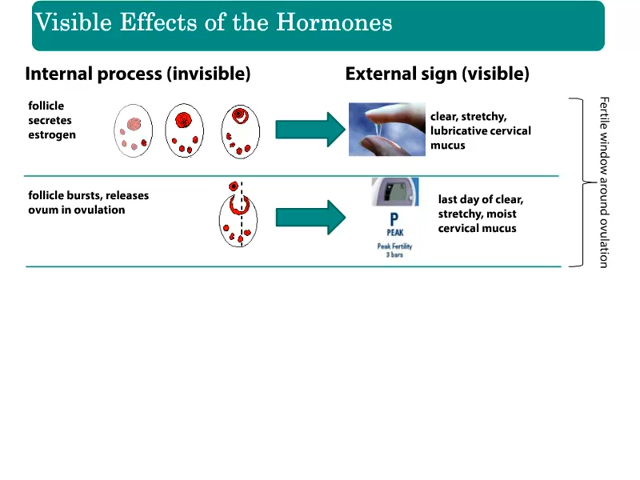 Visible Effects of the Hormones
Internal process (invisible)
External sign (visible)
follicle
secretes
estrogen
clear, stretchy,
lubricative cervical
mucus
follicle bursts, releases
ovum in ovulation
P
PEAK
Peak Fertility
3 bars
last day of clear,
stretchy, moist
cervical mucus
Fertile window around ovulation